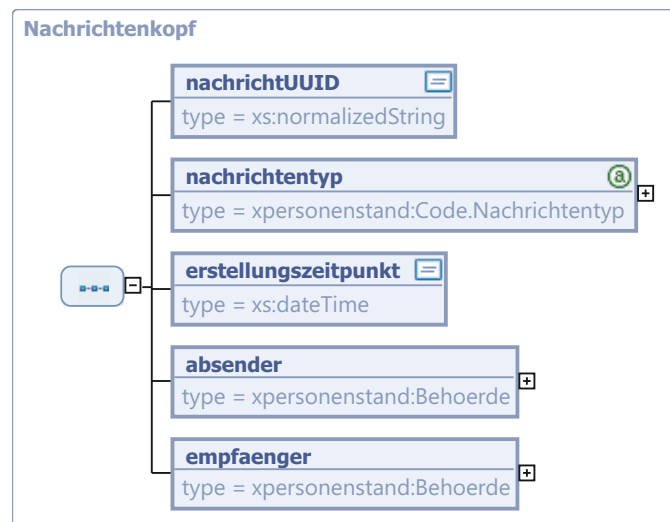 Nachrichtenkopf
nachrichtUUID
type = xs:normalizedString
nachrichtentyp
type = xpersonenstand:Code.Nachrichtentyp
erstellungszeitpunkt
type = xs:dateTime
absender
type = xpersonenstand:Behoerde
empfaenger
type = xpersonenstand:Behoerde